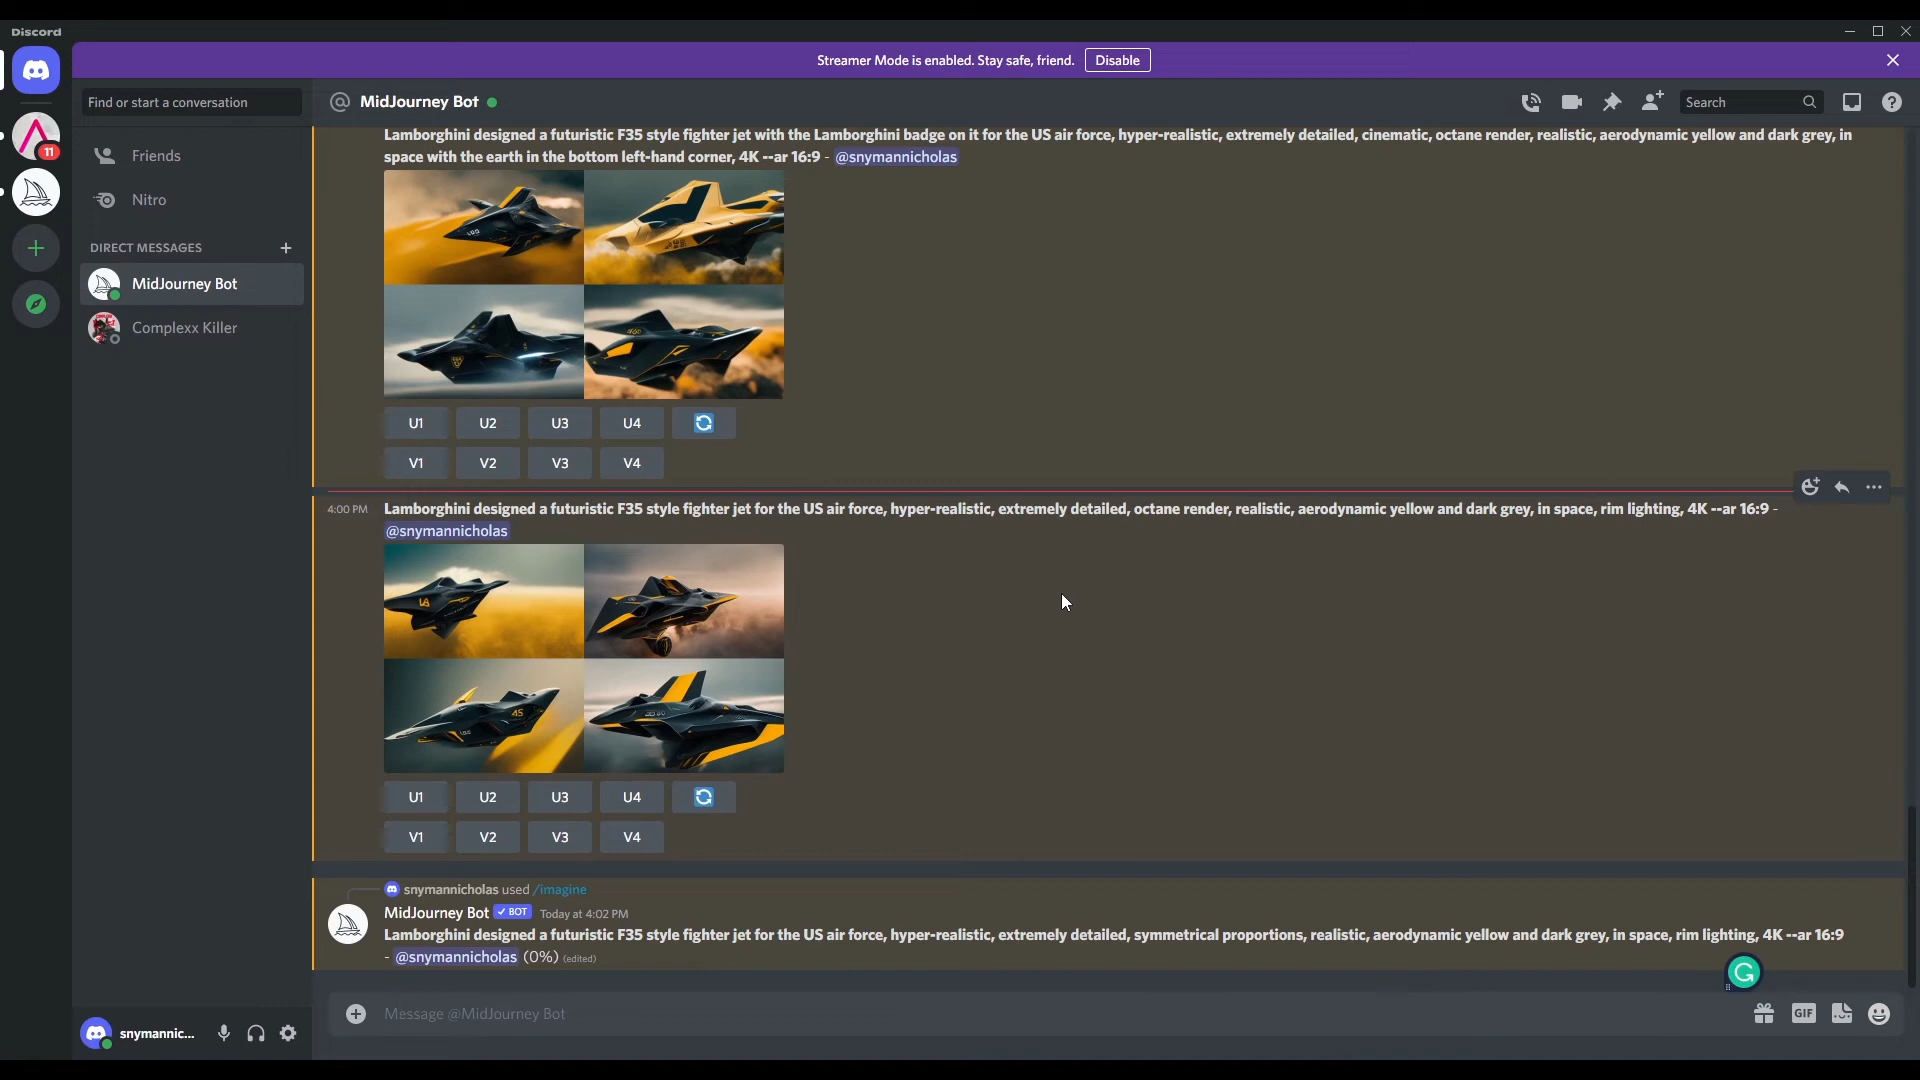 Discord
Streamer Mode is enabled. Stay safe, friend. Disable
Find or start a conversation
MidJourney Bot
Search
11
Friends
Nitro
DIRECT MESSAGES
MidJourney Bot
Complexx Killer
Lamborghini designed a futuristic F35 style fighter jet with the Lamborghini badge on it for the US air force, hyper-realistic, extremely detailed, cinematic, octane render, realistic, aerodynamic yellow and dark grey, in
space with the earth in the bottom left-hand corner, 4K --ar 16:9 - @snymannicholas
U1 U2 U3 U4
V1 V2 V3 V4
4:00 PM Lamborghini designed a futuristic F35 style fighter jet for the US air force, hyper-realistic, extremely detailed, octane render, realistic, aerodynamic yellow and dark grey, in space, rim lighting, 4K --ar 16:9 -
@snymannicholas
U1 U2 U3 U4
V1 V2 V3 V4
snymannicholas used /imagine
MidJourney Bot BOT Today at 4:02 PM
Lamborghini designed a futuristic F35 style fighter jet for the US air force, hyper-realistic, extremely detailed, symmetrical proportions, realistic, aerodynamic yellow and dark grey, in space, rim lighting, 4K --ar 16:9
- @snymannicholas (0%) (edited)
Message @MidJourney Bot
GIF
snymannic...